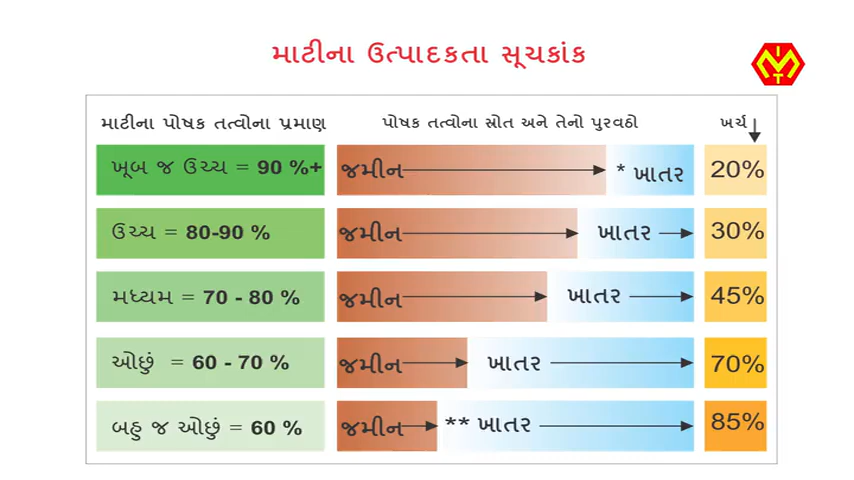 માટીના ઉત્પાદકતા સૂચકાંક
માટીના પોષક તત્વોના પ્રમાણ પોષક તત્વોના સ્રોત અને તેનો પુરવઠો ખર્ચ
ખૂબ જ ઉચ્ચ = 90 %+ જમીન * ખાતર 20%
ઉચ્ચ = 80-90 % જમીન ખાતર 30%
મધ્યમ = 70 - 80 % જમીન ખાતર 45%
ઓછું = 60 - 70 % જમીન ખાતર 70%
બહુ જ ઓછું = 60 % જમીન ** ખાતર 85%